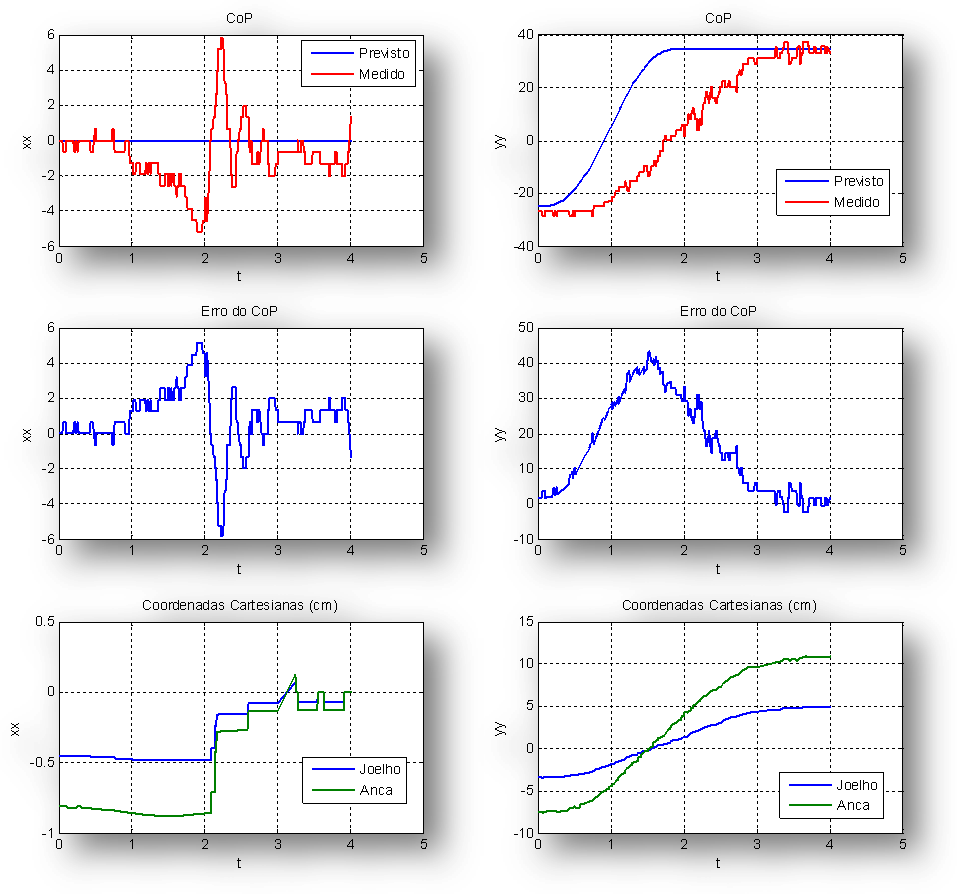 CoP
6
4
2
0
-2
-4
-6
xx
0
1
2
3
4
5
t
Previsto
Medido
CoP
40
20
0
-20
-40
yy
0
1
2
3
4
5
t
Previsto
Medido
Erro do CoP
6
4
2
0
-2
-4
-6
xx
0
1
2
3
4
5
t
Erro do CoP
50
40
30
20
10
0
-10
yy
0
1
2
3
4
5
t
Coordenadas Cartesianas (cm)
0.5
0
-0.5
-1
xx
0
1
2
3
4
5
t
Joelho
Anca
Coordenadas Cartesianas (cm)
15
10
5
0
-5
-10
yy
0
1
2
3
4
5
t
Joelho
Anca